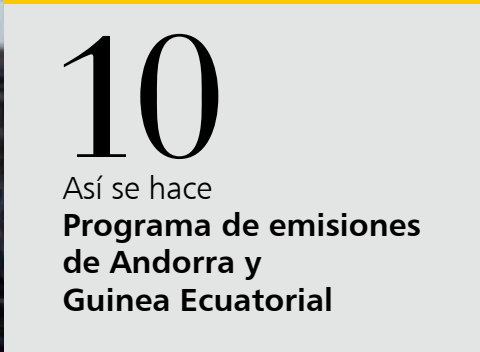 10
Así se hace
Programa de emisiones
de Andorra y
Guinea Ecuatorial